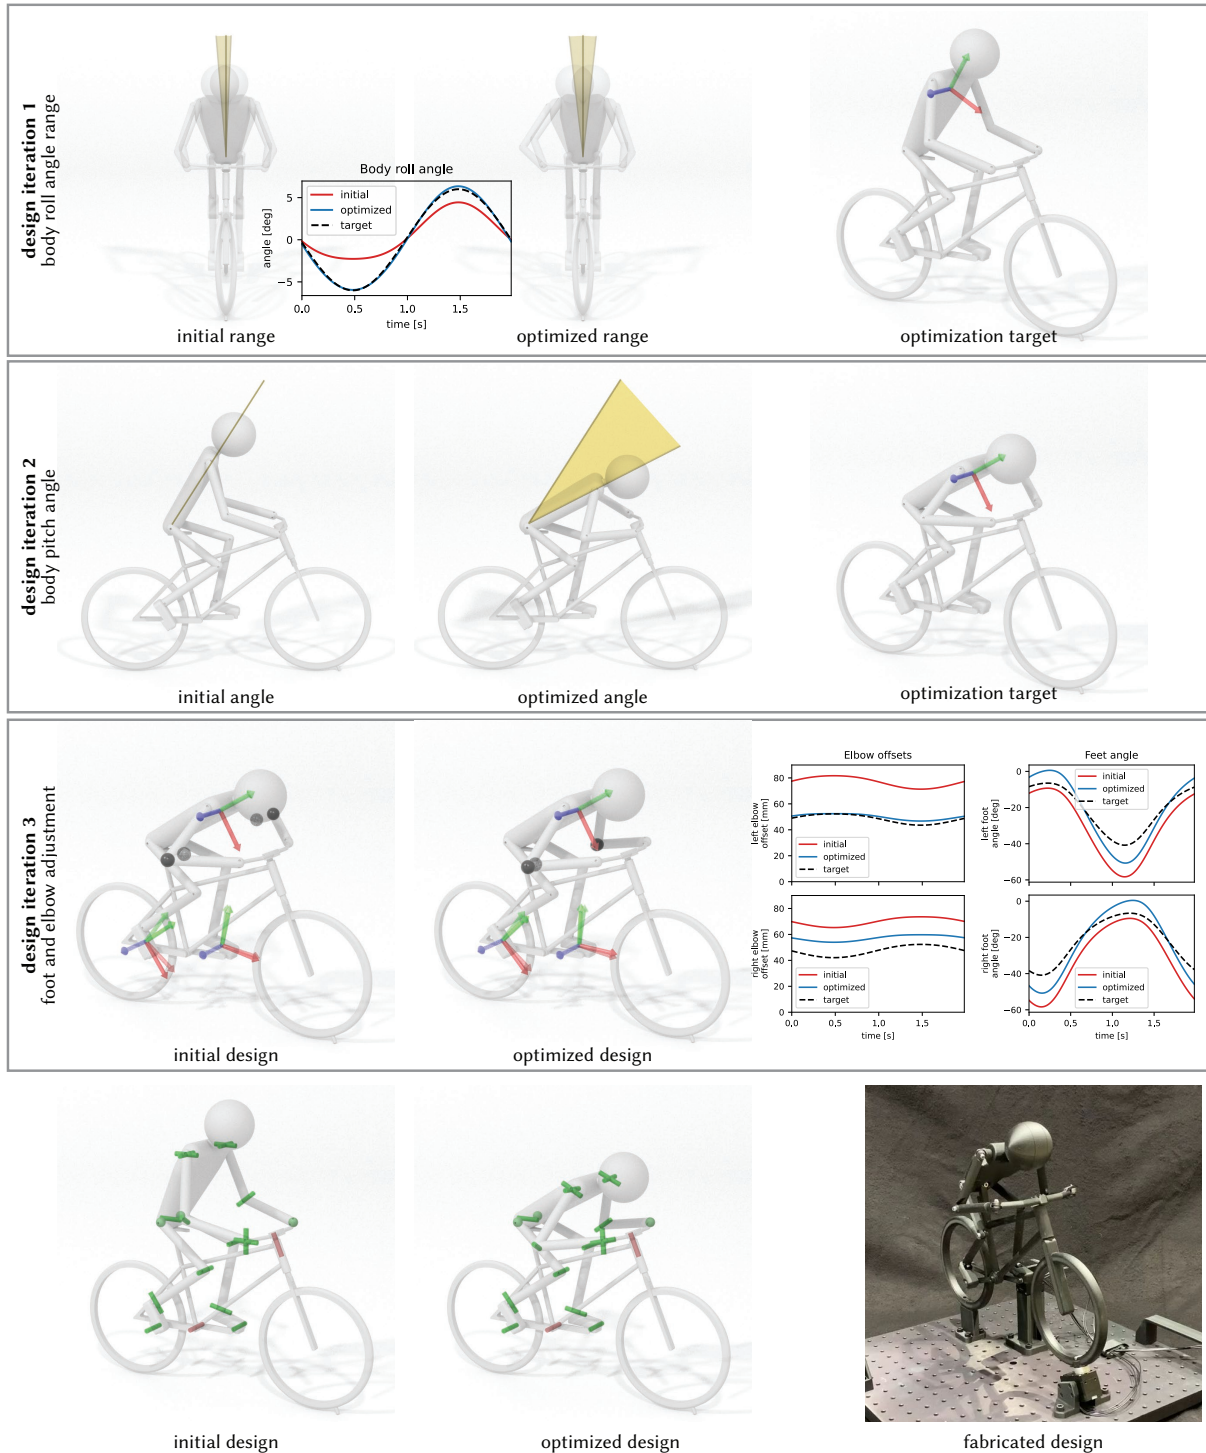 design iteration 1
body roll angle range
Body roll angle
initial
optimized
target
angle [deg]
5
0
−5
0.0
0.5
1.0
1.5
time [s]
initial range
optimized range
optimization target
design iteration 2
body pitch angle
initial angle
optimized angle
optimization target
design iteration 3
foot and elbow adjustment
initial design
optimized design
Elbow offsets
left elbow
offset [mm]
80
60
40
20
0
initial
optimized
target
right elbow
offset [mm]
80
60
40
20
0
initial
optimized
target
0,0
0,5
1,0
1,5
time [s]
Feet angle
left foot
angle [deg]
0
−20
−40
−60
initial
optimized
target
right foot
angle [deg]
0
−20
−40
−60
initial
optimized
target
0.0
0.5
1.0
1.5
time [s]
initial design
optimized design
fabricated design